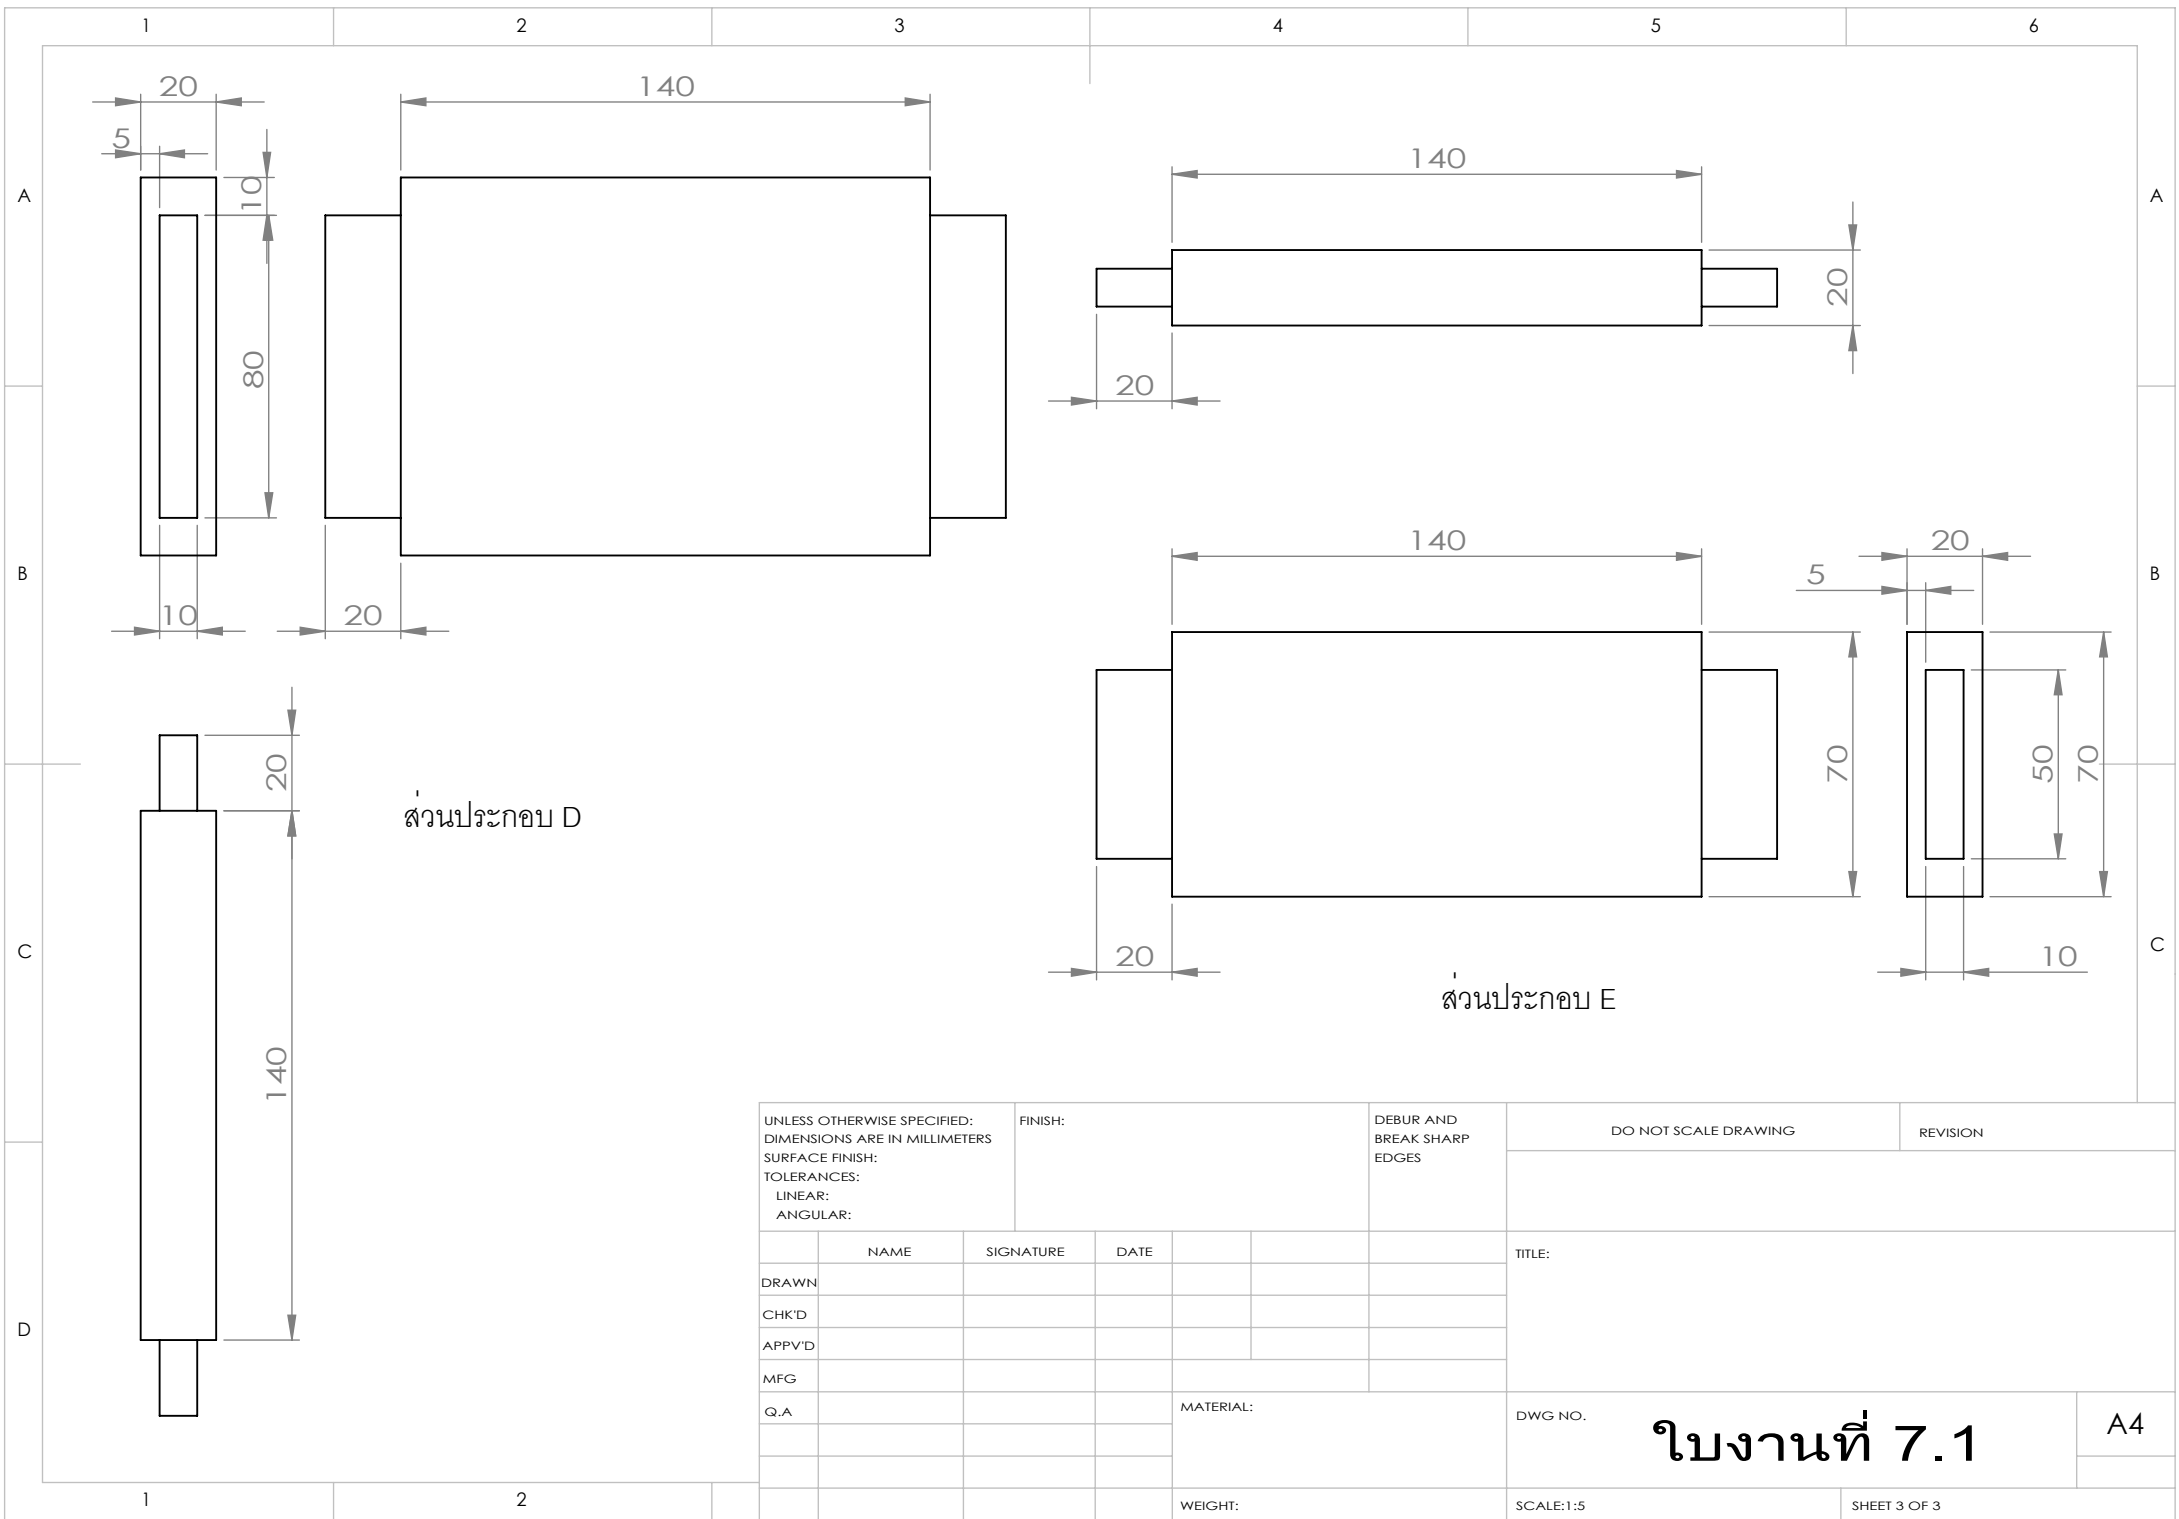 1 2 3 4 5 6
20 140
5
10
80
10 20
A A
140
20
20
B B
140 20
5
70 50 70
20 10
20
140
ส่วนประกอบ D
ส่วนประกอบ E
C C
D
UNLESS OTHERWISE SPECIFIED:
DIMENSIONS ARE IN MILLIMETERS
SURFACE FINISH:
TOLERANCES:
LINEAR:
ANGULAR:
FINISH:
DEBUR AND
BREAK SHARP
EDGES
DO NOT SCALE DRAWING
REVISION
NAME SIGNATURE DATE
DRAWN
CHK'D
APPV'D
MFG
Q.A
TITLE:
MATERIAL:
DWG NO.
ใบงานที่ 7.1
A4
WEIGHT:
SCALE:1:5
SHEET 3 OF 3
1 2